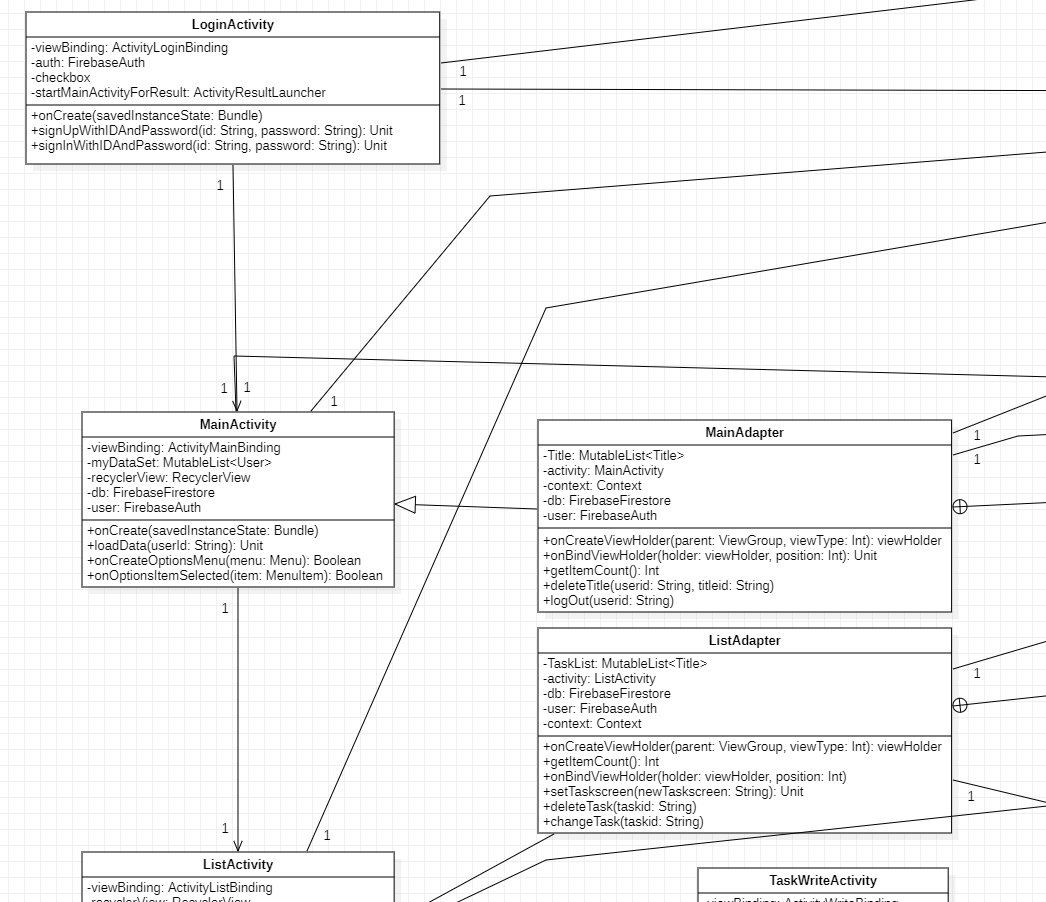 LoginActivity
-viewBinding: ActivityLoginBinding
-auth: FirebaseAuth
-checkbox
-startMainActivityForResult: ActivityResultLauncher
+onCreate(savedInstanceState: Bundle)
+signUpWithIDAndPassword(id: String, password: String): Unit
+signInWithIDAndPassword(id: String, password: String): Unit
1
1
1
1
1
1
MainActivity
-viewBinding: ActivityMainBinding
-myDataSet: MutableList<User>
-recyclerView: RecyclerView
-db: FirebaseFirestore
-user: FirebaseAuth
+onCreate(savedInstanceState: Bundle)
+loadData(userId: String): Unit
+onCreateOptionsMenu(menu: Menu): Boolean
+onOptionsItemSelected(item: MenuItem): Boolean
MainAdapter
-Title: MutableList<Title>
-activity: MainActivity
-context: Context
-db: FirebaseFirestore
-user: FirebaseAuth
+onCreateViewHolder(parent: ViewGroup, viewType: Int): viewHolder
+onBindViewHolder(holder: viewHolder, position: Int): Unit
+getItemCount(): Int
+deleteTitle(userid: String, titleid: String)
+logOut(userid: String)
1
1
1
ListAdapter
-TaskList: MutableList<Title>
-activity: ListActivity
-db: FirebaseFirestore
-user: FirebaseAuth
-context: Context
+onCreateViewHolder(parent: ViewGroup, viewType: Int): viewHolder
+getItemCount(): Int
+onBindViewHolder(holder: viewHolder, position: Int)
+setTaskscreen(newTaskscreen: String): Unit
+deleteTask(taskid: String)
+changeTask(taskid: String)
1
1
1
1
ListActivity
-viewBinding: ActivityListBinding
-recyclerView: RecyclerView
TaskWriteActivity
-viewBinding: ActivityWriteBinding